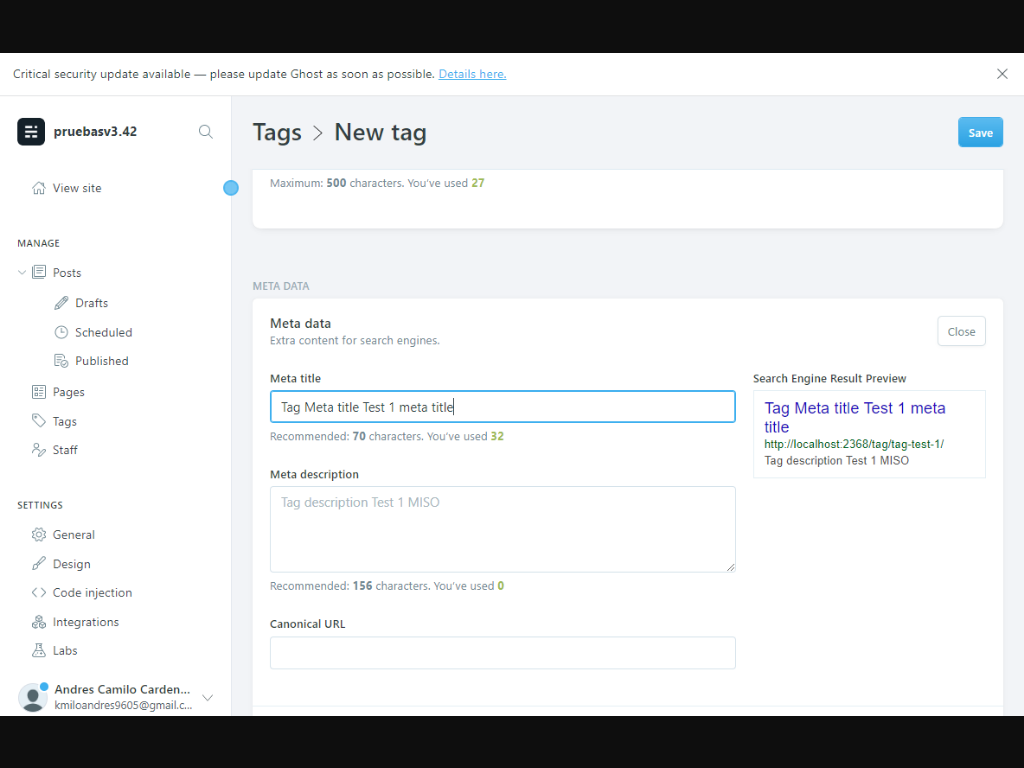 Critical security update available — please update Ghost as soon as possible. Details here.
pruebasv3.42
View site
MANAGE
Posts
Drafts
Scheduled
Published
Pages
Tags
Staff
SETTINGS
General
Design
Code injection
Integrations
Labs
Andres Camilo Carden...
kmiloandres9605@gmail.c...
Tags > New tag
Save
Maximum: 500 characters. You've used 27
META DATA
Meta data
Extra content for search engines.
Close
Meta title
Tag Meta title Test 1 meta title
Recommended: 70 characters. You've used 32
Meta description
Tag description Test 1 MISO
Recommended: 156 characters. You've used 0
Canonical URL
Search Engine Result Preview
Tag Meta title Test 1 meta
title
http://localhost:2368/tag/tag-test-1/
Tag description Test 1 MISO